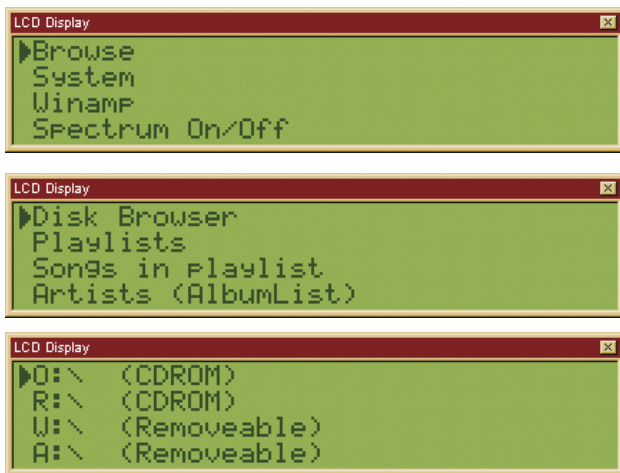 LCD Display
Browse
System
Winamp
Spectrum On/Off
LCD Display
Disk Browser
Playlists
Songs in playlist
Artists (AlbumList)
LCD Display
O:\ (CDROM)
R:\ (CDROM)
W:\ (Removeable)
A:\ (Removeable)